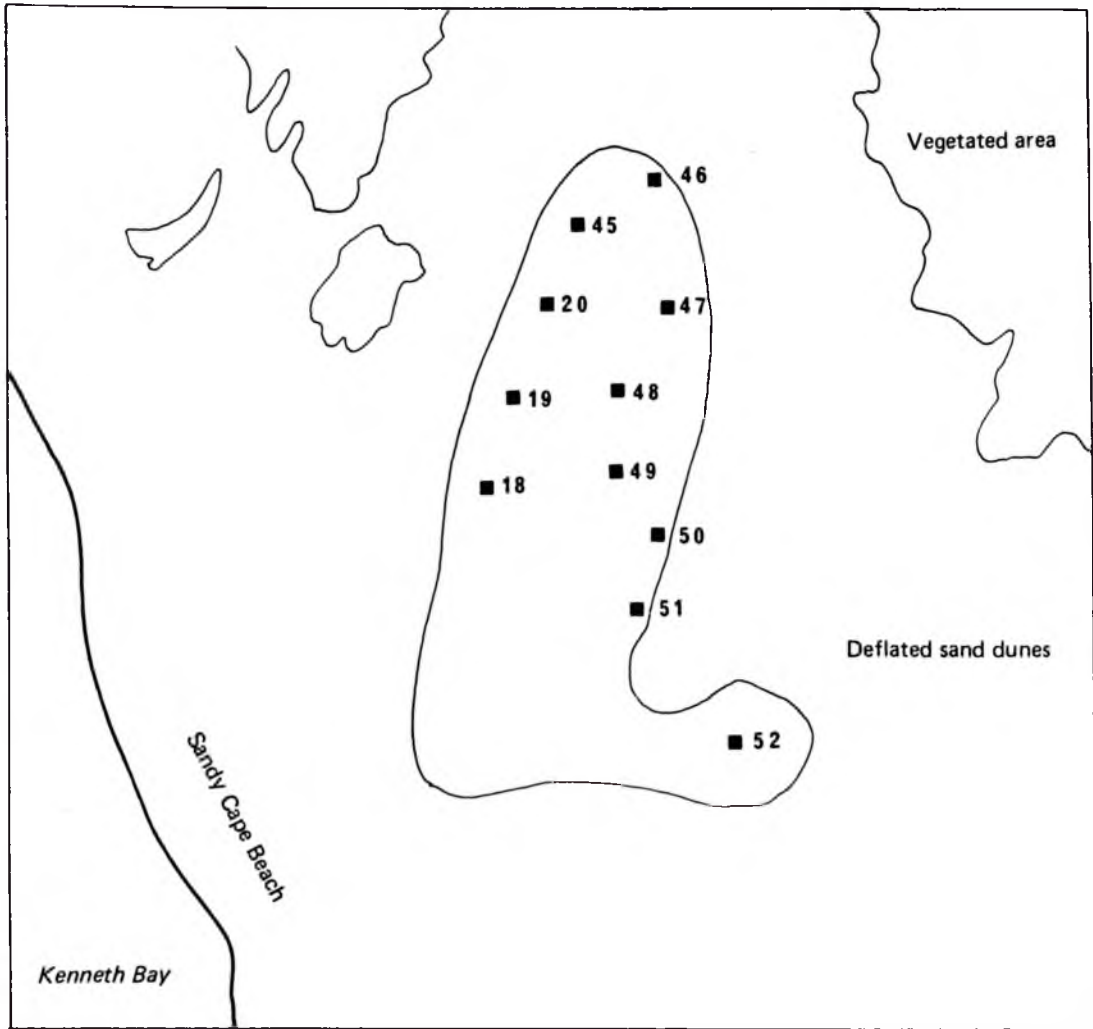 Vegetated area
46
45
20
47
19
48
18
49
50
51
Deflated sand dunes
52
Sandy Cape Beach
Kenneth Bay